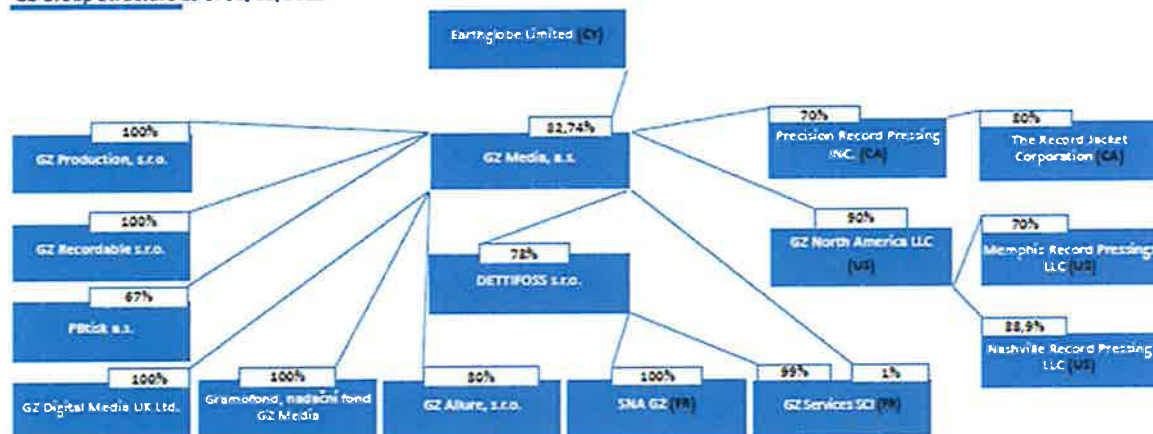 Earthglobe Limited (CY)
82,74%
GZ Media, a.s.
100%
GZ Production, s.r.o.
100%
GZ Recordable s.r.o.
67%
PBtisk a.s.
100%
GZ Digital Media UK Ltd.
100%
Gramofond, nadační fond
GZ Media
80%
GZ Allure, s.r.o.
78%
DETTIFOSS s.r.o.
100%
SNA GZ (FR)
99%
1%
GZ Services SCI (FR)
70%
Precision Record Pressing
INC. (CA)
80%
The Record Jacket
Corporation (CA)
90%
GZ North America LLC
(US)
70%
Memphis Record Pressing
LLC (US)
88,9%
Nashville Record Pressing
LLC (US)